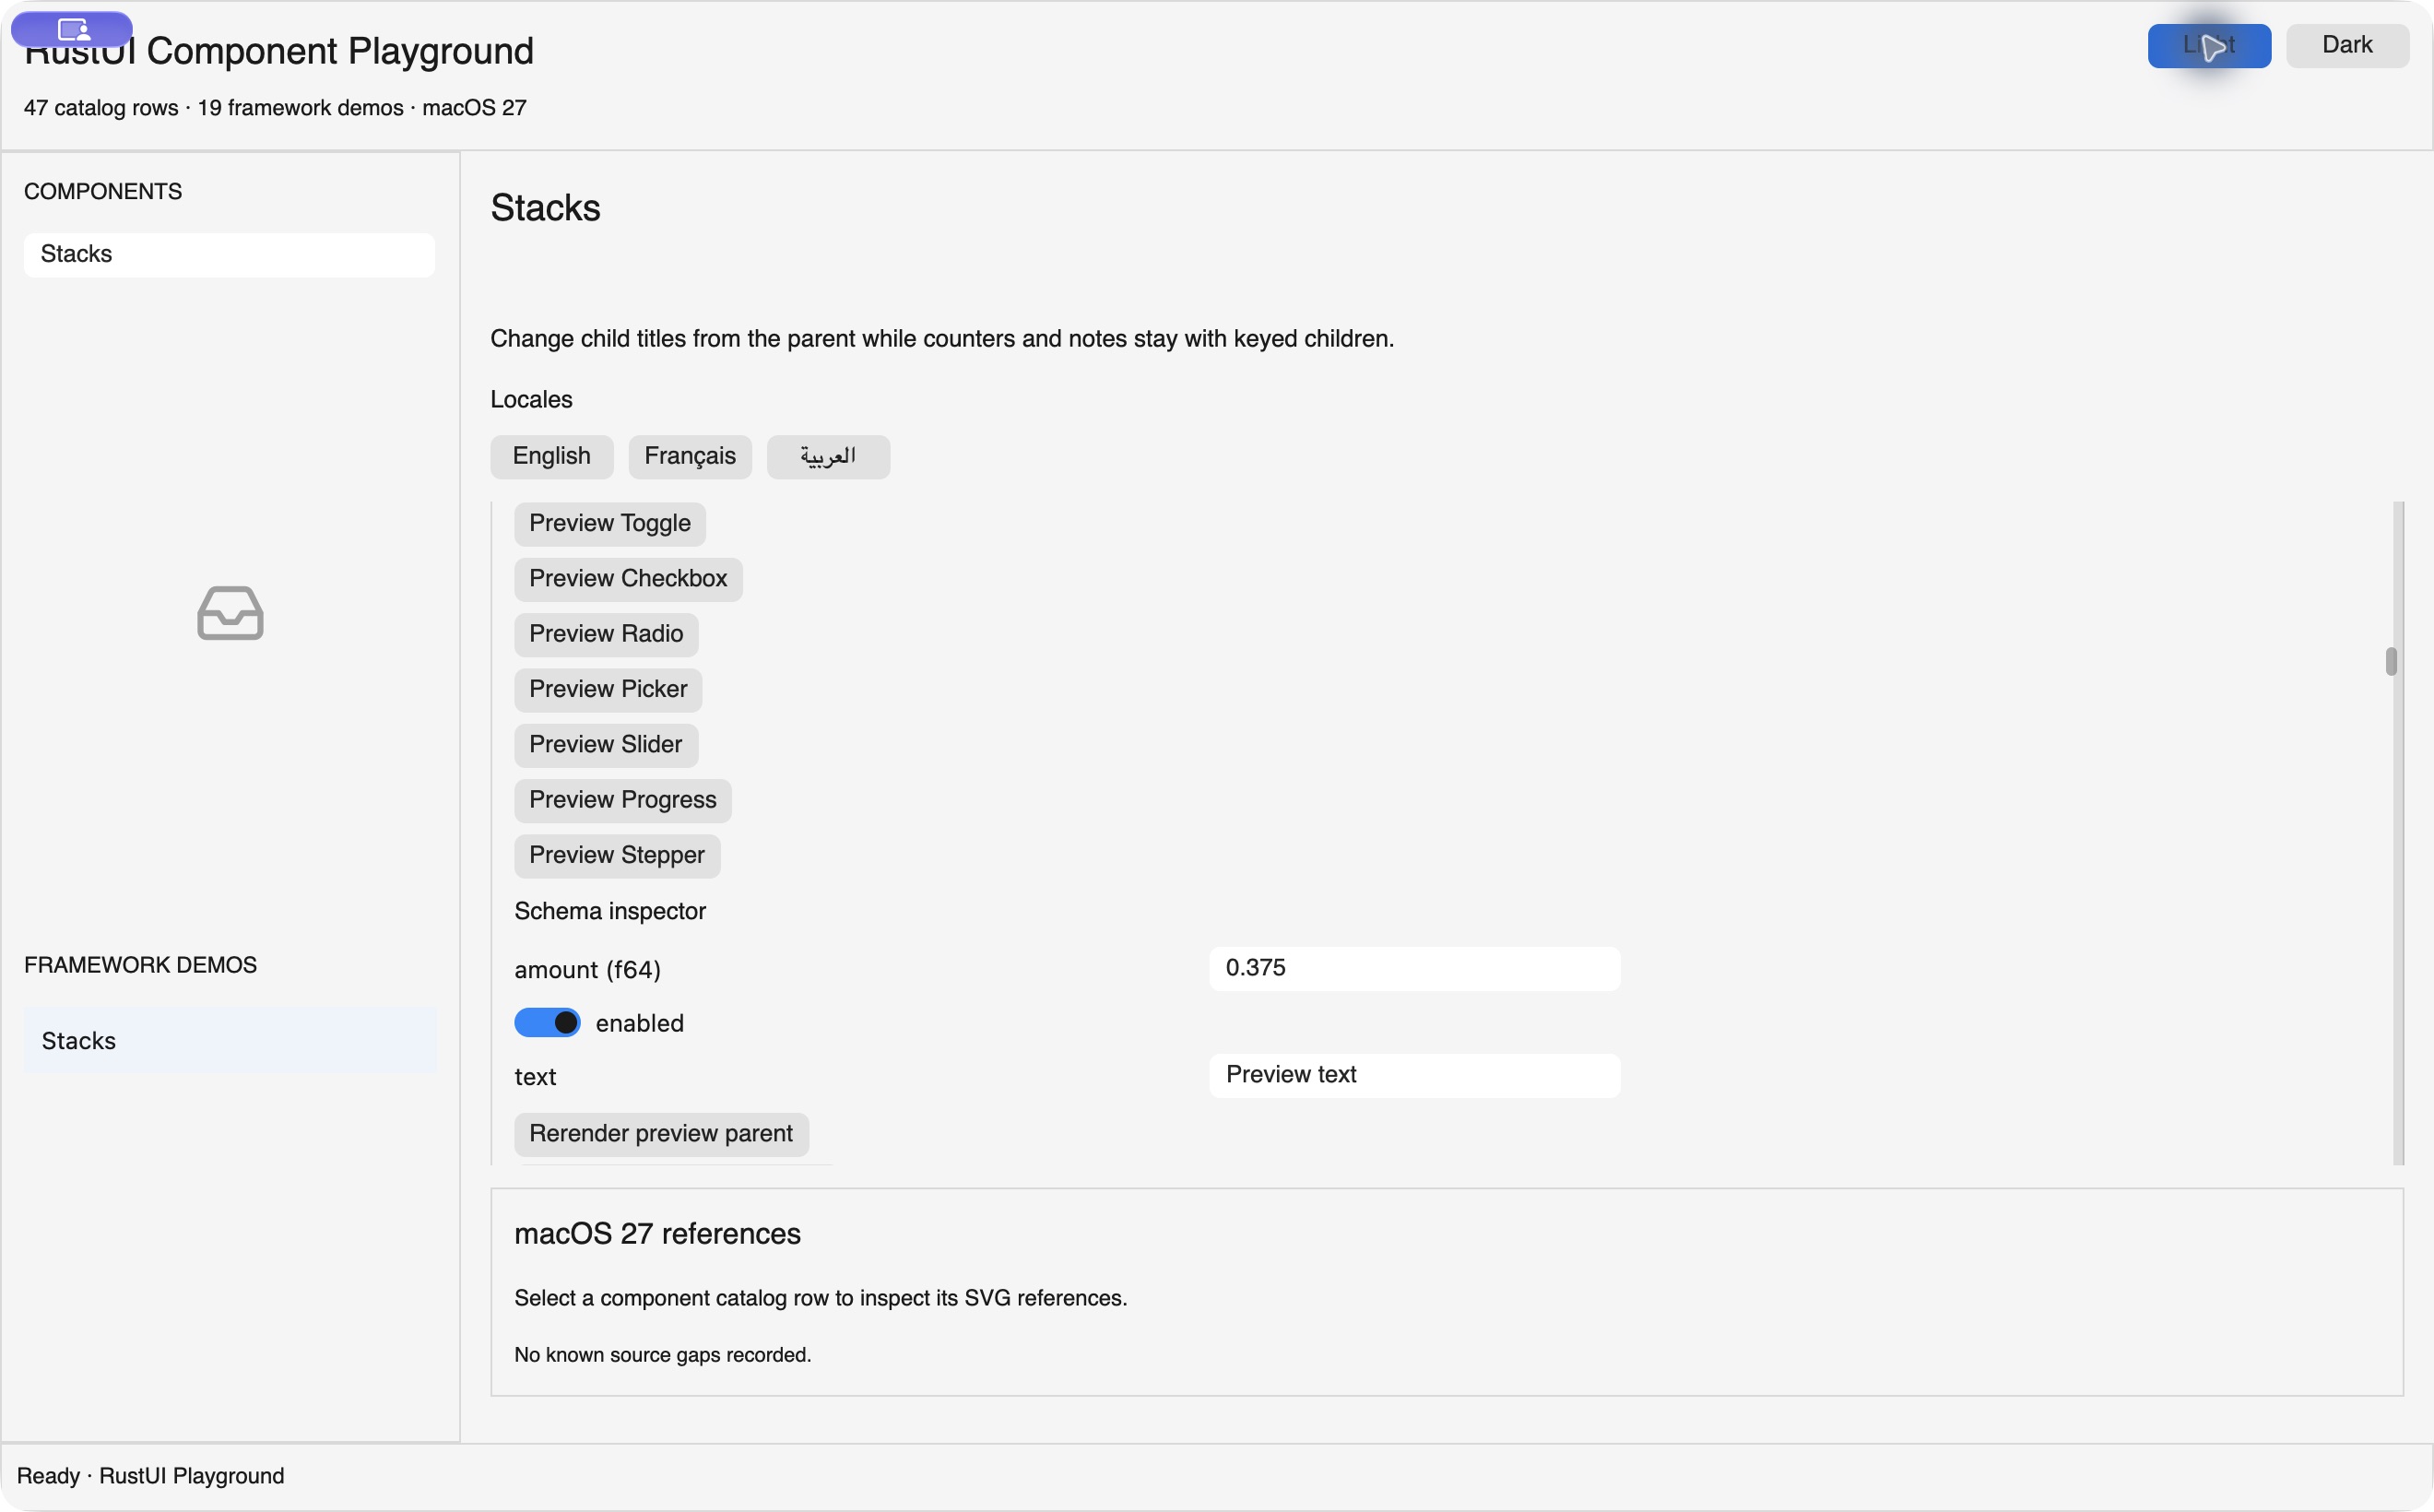 RustUI Component Playground
47 catalog rows · 19 framework demos · macOS 27
Light
Dark
COMPONENTS
Stacks
FRAMEWORK DEMOS
Stacks
Stacks
Change child titles from the parent while counters and notes stay with keyed children.
Locales
English
Français
العربية
Preview Toggle
Preview Checkbox
Preview Radio
Preview Picker
Preview Slider
Preview Progress
Preview Stepper
Schema inspector
amount (f64)
0.375
enabled
text
Preview text
Rerender preview parent
macOS 27 references
Select a component catalog row to inspect its SVG references.
No known source gaps recorded.
Ready · RustUI Playground